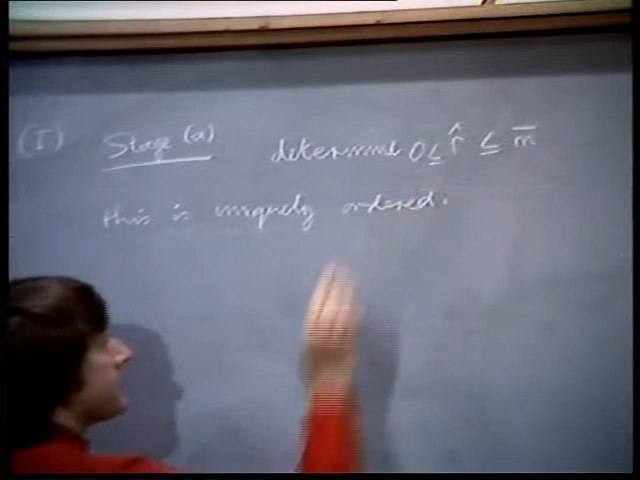 (I) Stage (a) determine 0 ≤ r̂ ≤ m̅
this is uniquely ordered.